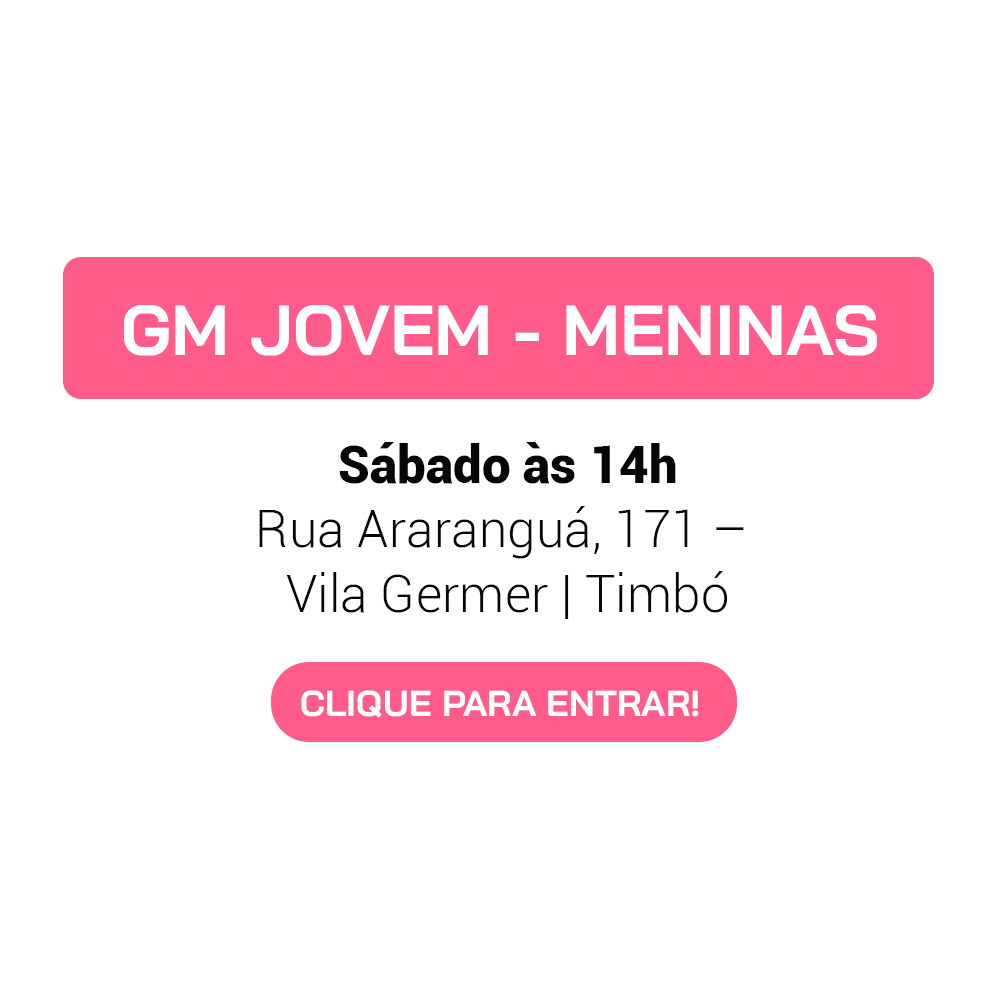 GM JOVEM - MENINAS
Sábado às 14h
Rua Araranguá, 171 –
Vila Germer | Timbó
CLIQUE PARA ENTRAR!